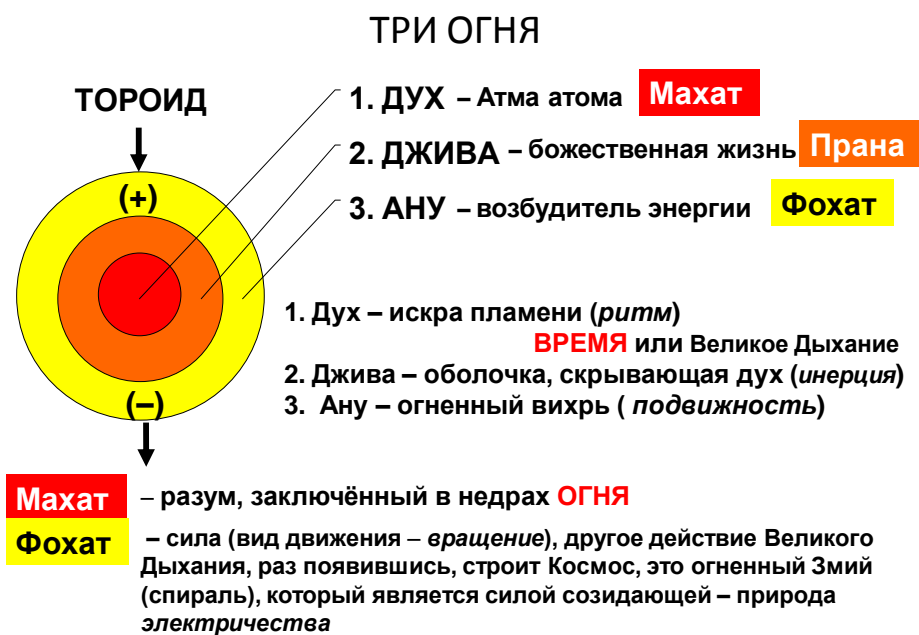 ТРИ ОГНЯ
ТОРОИД
1. ДУХ – Атма атома Махат
2. ДЖИВА – божественная жизнь Прана
3. АНУ – возбудитель энергии Фохат
(+)
(–)
1. Дух – искра пламени (ритм)
ВРЕМЯ или Великое Дыхание
2. Джива – оболочка, скрывающая дух (инерция)
3. Ану – огненный вихрь ( подвижность)
Махат – разум, заключённый в недрах ОГНЯ
Фохат – сила (вид движения – вращение), другое действие Великого
Дыхания, раз появившись, строит Космос, это огненный Змий
(спираль), который является силой созидающей – природа
электричества